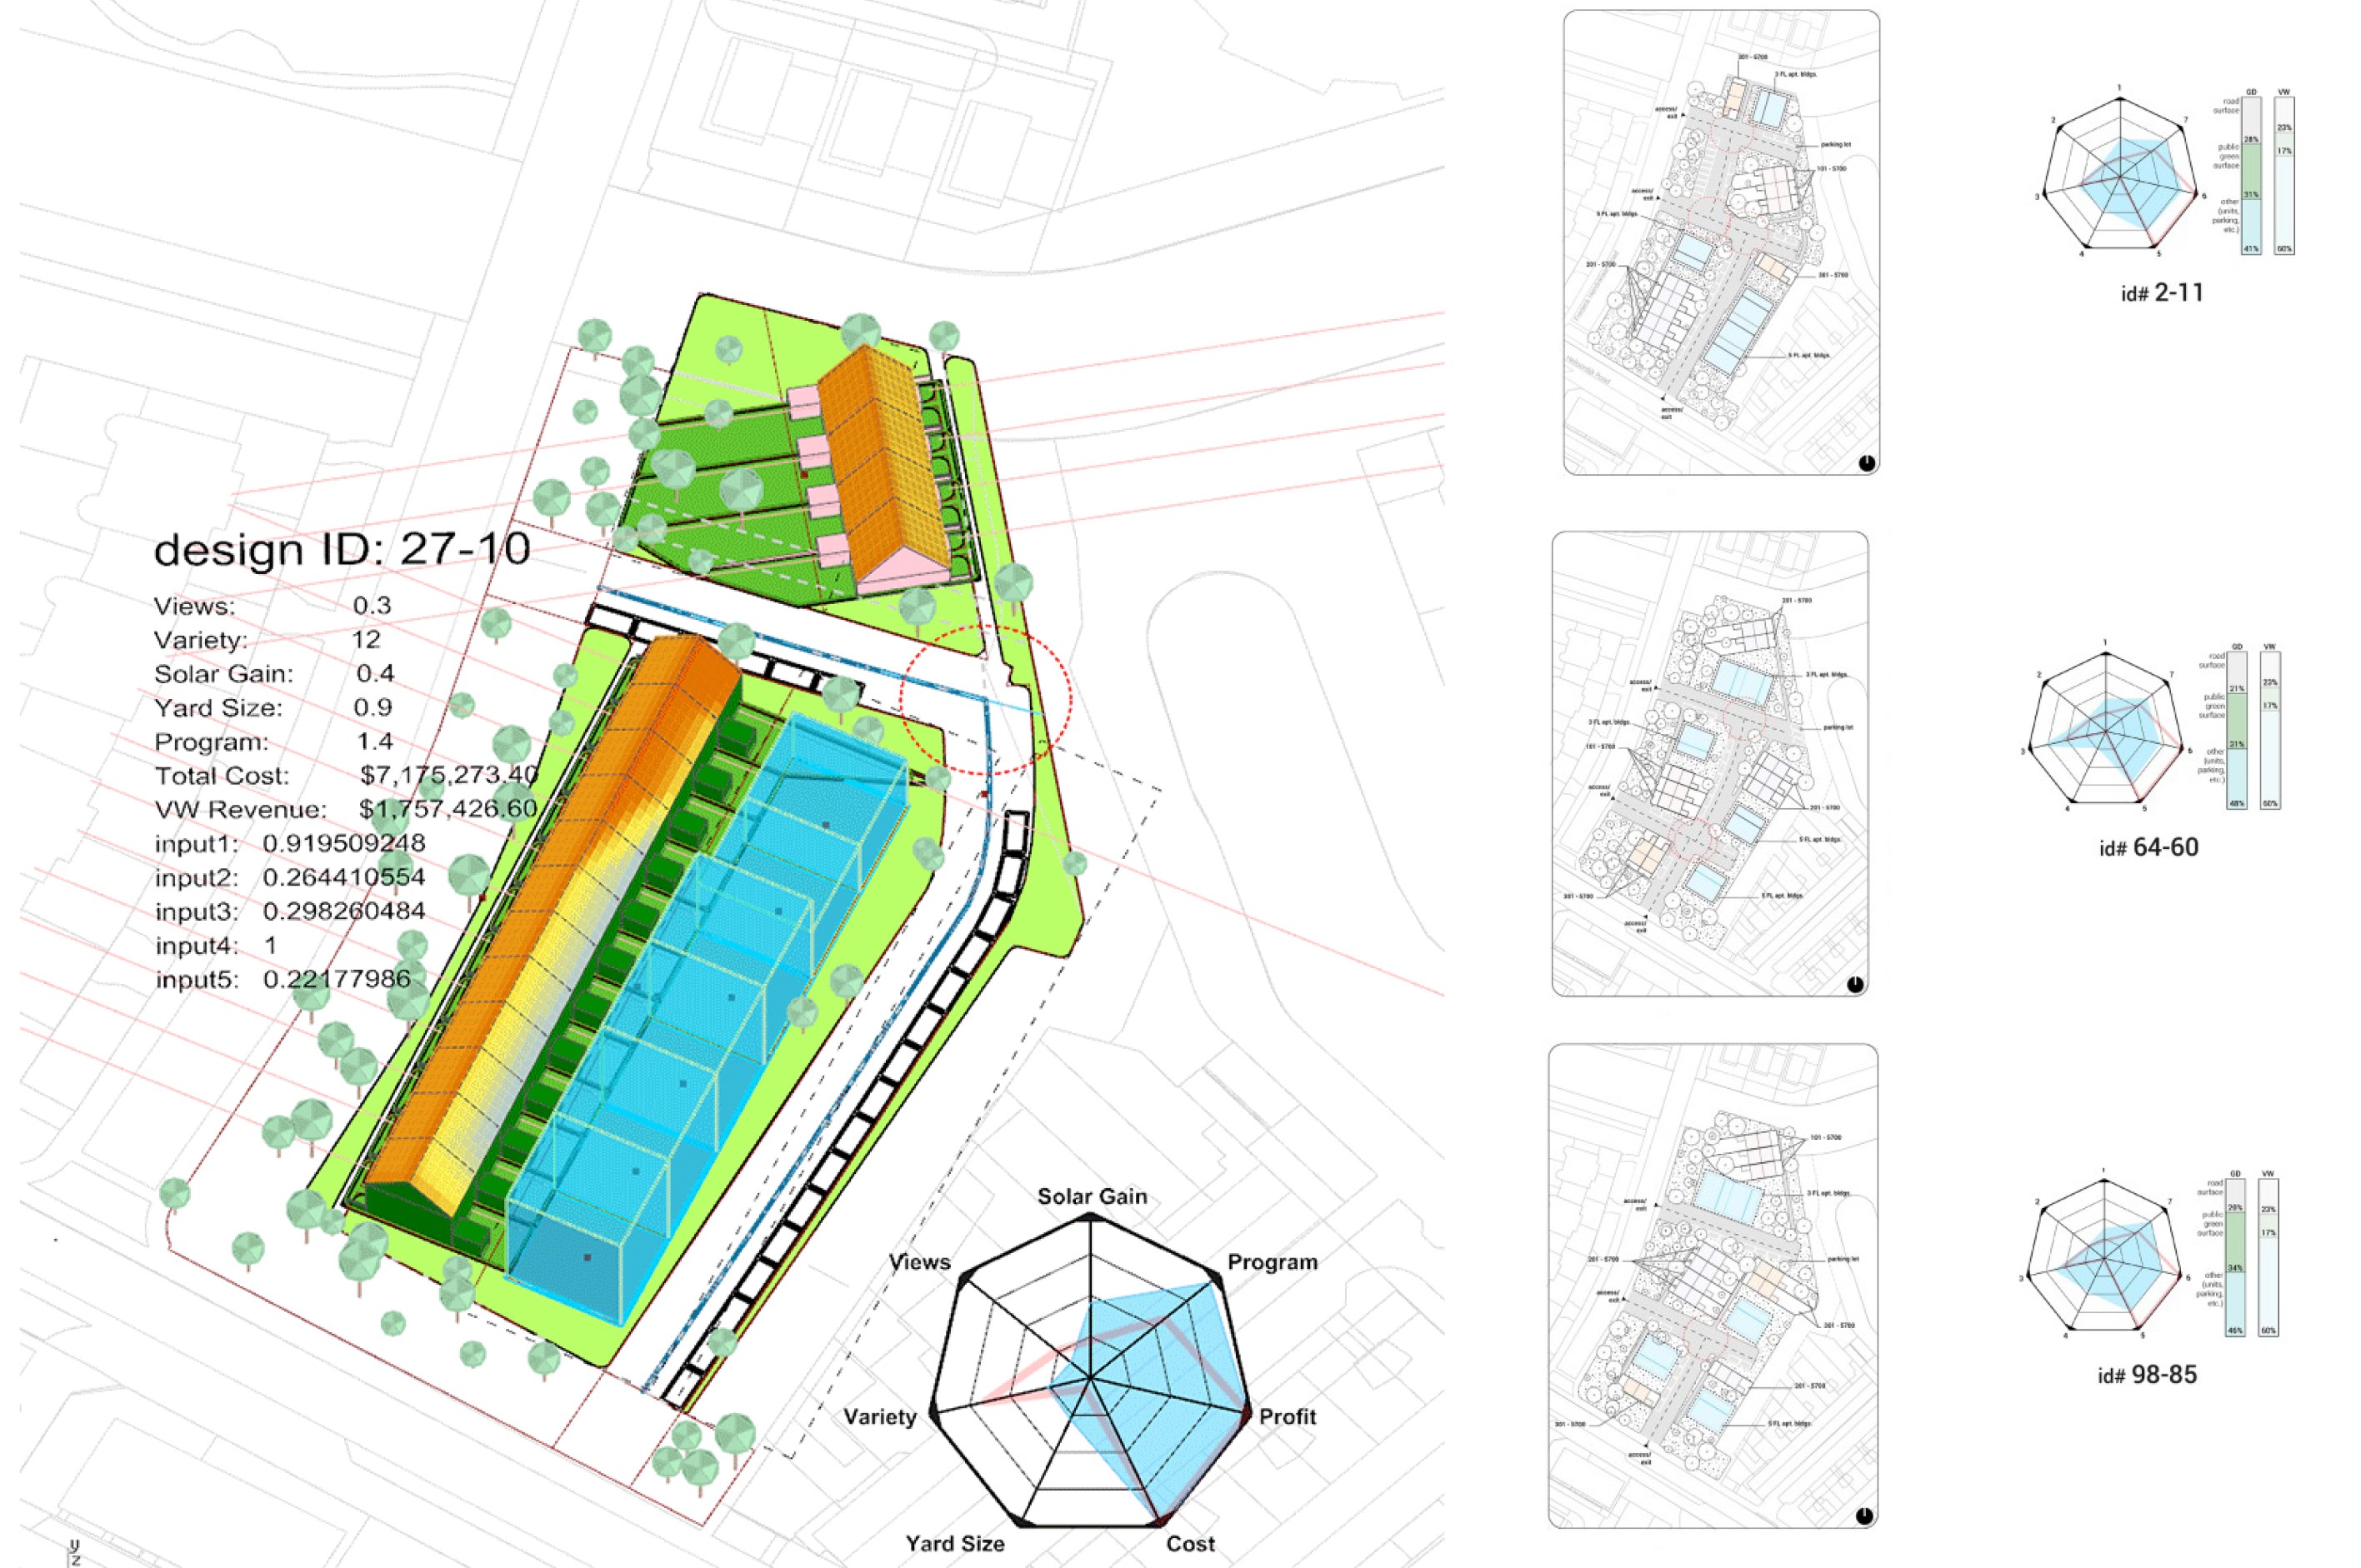 design ID: 27-10
Views: 0.3
Variety: 12
Solar Gain: 0.4
Yard Size: 0.9
Program: 1.4
Total Cost: $7,175,273.40
VW Revenue: $1,757,426.60
input1: 0.919509248
input2: 0.264410554
input3: 0.298260484
input4: 1
input5: 0.22177986
Solar Gain
Views
Program
Variety
Profit
Yard Size
Cost
y
z
301 - 5700
3 FL apt. bldgs.
access/
exit
parking lot
101 - 5700
access/
exit
5 FL apt. bldgs.
201 - 5700
301 - 5700
5 FL apt. bldgs.
access/
exit
1
2
3
4
5
6
7
GD
VW
road
surface
28%
23%
public
green
surface
17%
31%
other
(units,
parking,
etc.)
41%
60%
id# 2-11
201 - 5700
3 FL apt. bldgs.
access/
exit
parking lot
3 FL apt. bldgs.
101 - 5700
access/
exit
201 - 5700
5 FL apt. bldgs.
5 FL apt. bldgs.
301 - 5700
access/
exit
1
2
3
4
5
6
7
GD
VW
road
surface
21%
23%
public
green
surface
17%
31%
other
(units,
parking,
etc.)
48%
60%
id# 64-60
101 - 5700
3 FL apt. bldgs.
access/
exit
201 - 5700
parking lot
access/
exit
301 - 5700
201 - 5700
301 - 5700
5 FL apt. bldgs.
access/
exit
1
2
3
4
5
6
7
GD
VW
road
surface
20%
23%
public
green
surface
17%
34%
other
(units,
parking,
etc.)
46%
60%
id# 98-85